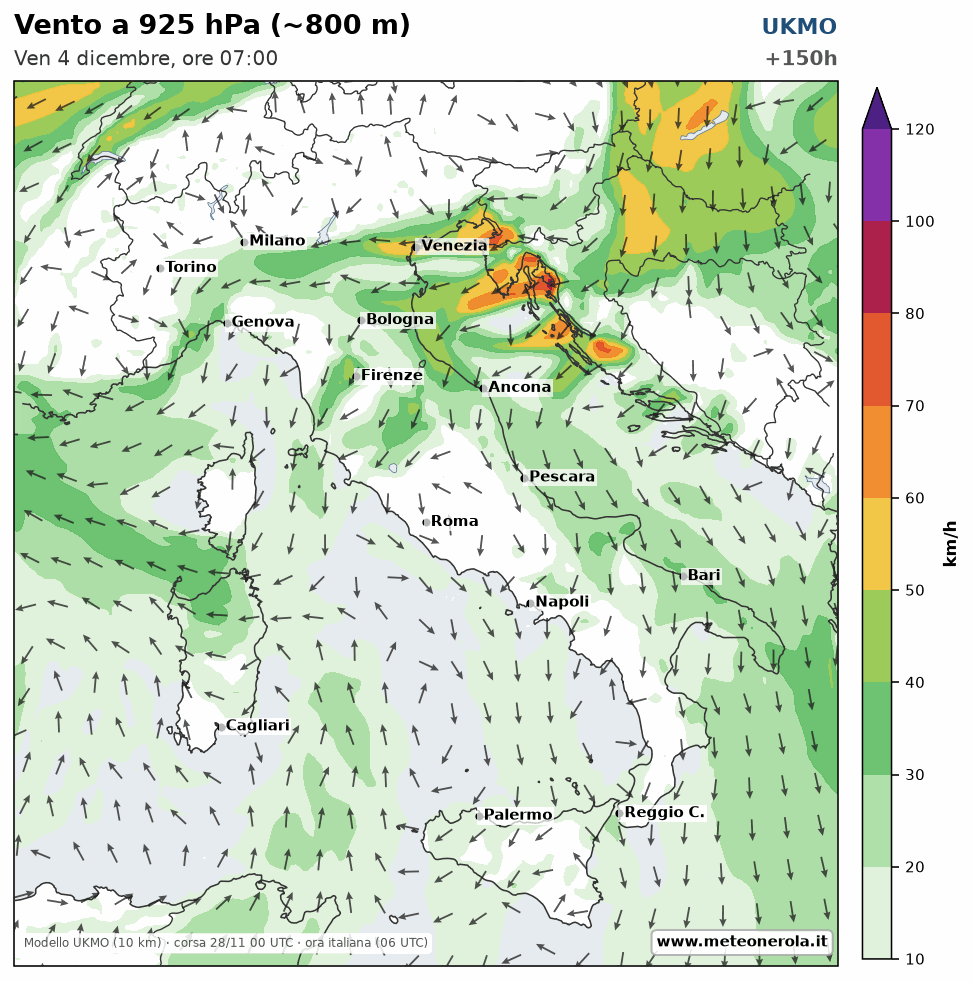 Vento a 925 hPa (~800 m)
UKMO
Ven 4 dicembre, ore 07:00
+150h
120
100
80
70
60
50
40
30
20
10
km/h
Milano
Venezia
Torino
Genova
Bologna
Firenze
Ancona
Pescara
Roma
Bari
Napoli
Cagliari
Palermo
Reggio C.
Modello UKMO (10 km) · corsa 28/11 00 UTC · ora italiana (06 UTC)
www.meteonerola.it